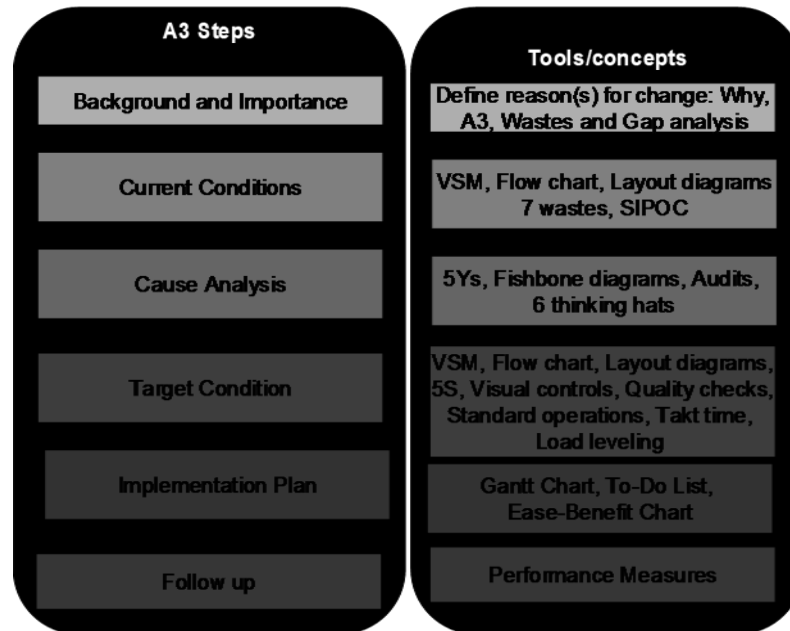 A3 Steps
Background and Importance
Current Conditions
Cause Analysis
Target Condition
Implementation Plan
Follow up
Tools/concepts
Define reason(s) for change: Why,
A3, Wastes and Gap analysis
VSM, Flow chart, Layout diagrams
7 wastes, SIPOC
5Ys, Fishbone diagrams, Audits,
6 thinking hats
VSM, Flow chart, Layout diagrams,
5S, Visual controls, Quality checks,
Standard operations, Takt time,
Load leveling
Gantt Chart, To-Do List,
Ease-Benefit Chart
Performance Measures